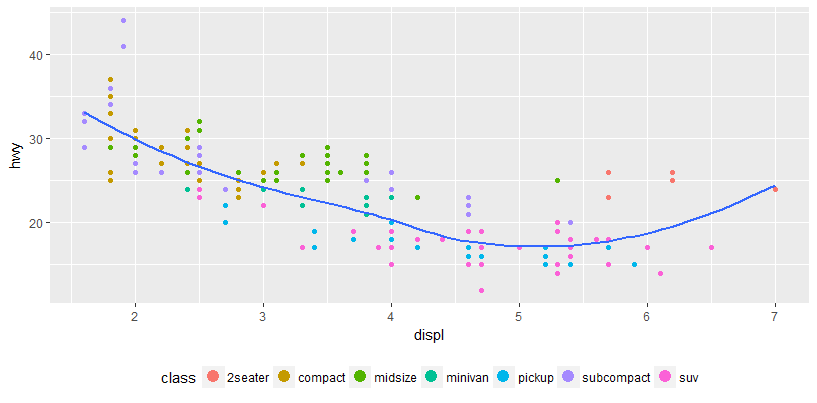 hwy
40
30
20
2 3 4 5 6 7
displ
class 2seater compact midsize minivan pickup subcompact suv